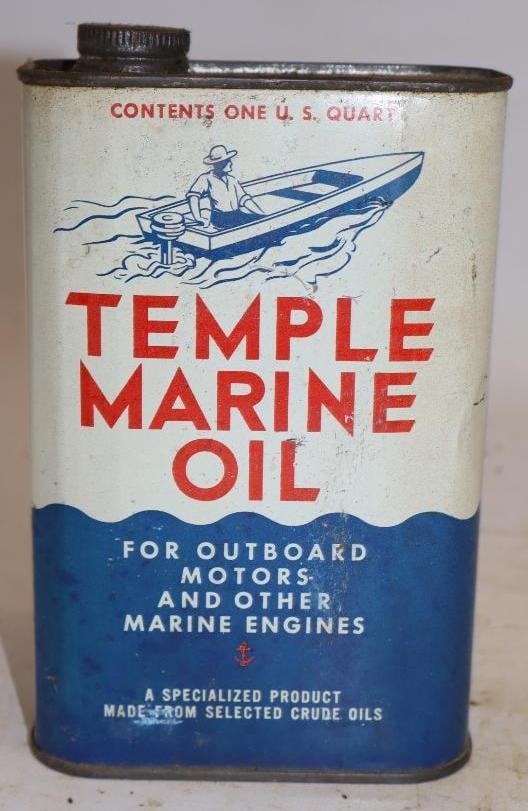 CONTENTS ONE U. S. QUART
TEMPLE
MARINE
OIL
FOR OUTBOARD
MOTORS
AND OTHER
MARINE ENGINES
A SPECIALIZED PRODUCT
MADE FROM SELECTED CRUDE OILS